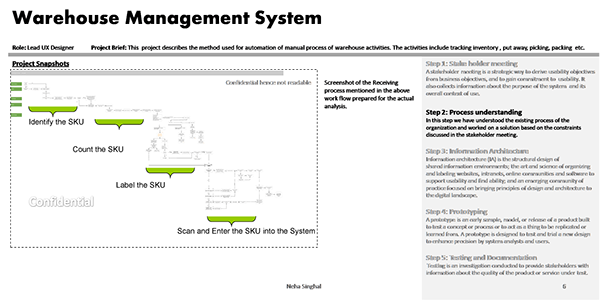 Warehouse Management System
Role: Lead UX Designer
Project Brief: This project describes the method used for automation of manual process of warehouse activities. The activities include tracking inventory , put away, picking, packing etc.
Project Snapshots
Confidential hence not readable
Identify the SKU
Count the SKU
Label the SKU
Confidential
Scan and Enter the SKU into the System
Screenshot of the Receiving
process mentioned in the above
work flow prepared for the actual
analysis.
Step 1: Stake holder meeting
A stakeholder meeting is a strategic way to derive usability objectives
from business objectives, and to gain commitment to usability. It
also collects information about the purpose of the system and its
overall context of use.
Step 2: Process understanding
In this step we have understood the existing process of the
organization and worked on a solution based on the constraints
discussed in the stakeholder meeting.
Step 3: Information Architecture
Information architecture (IA) is the structural design of
shared information environments; the art and science of organizing
and labeling websites, intranets, online communities and software to
support usability and find ability; and an emerging community of
practice focused on bringing principles of design and architecture to
the digital landscape.
Step 4: Prototyping
A prototype is an early sample, model, or release of a product built
to test a concept or process or to act as a thing to be replicated or
learned from. A prototype is designed to test and trial a new design
to enhance precision by system analysts and users.
Step 5: Testing and Documentation
Testing is an investigation conducted to provide stakeholders with
information about the quality of the product or service under test.
Neha Singhal
6